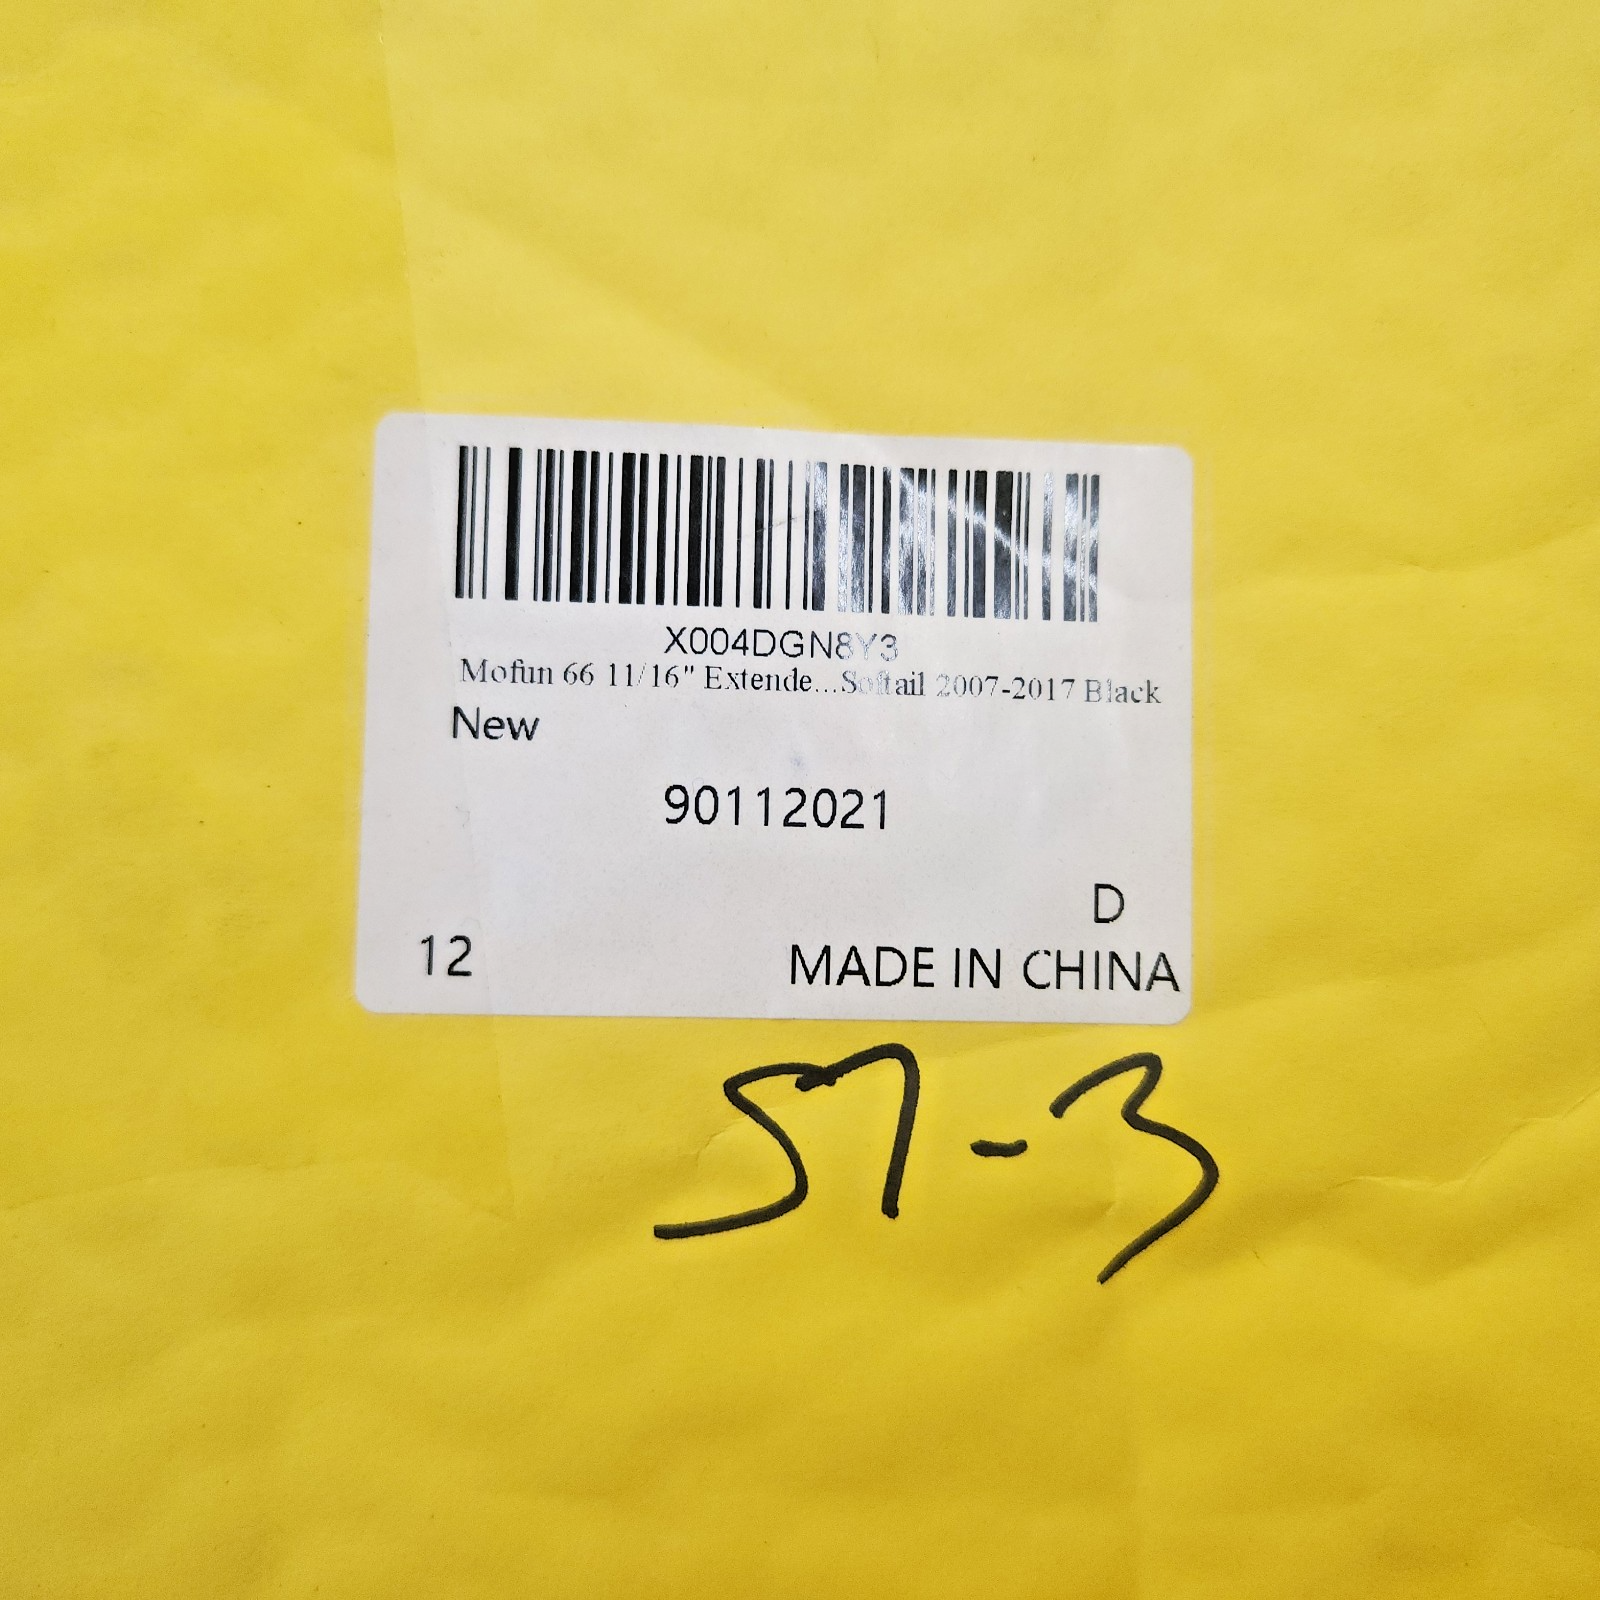 X004DGN8Y3
Mofun 66 11/16" Extende...Softail 2007-2017 Black
New
90112021
D
12
MADE IN CHINA
57-3